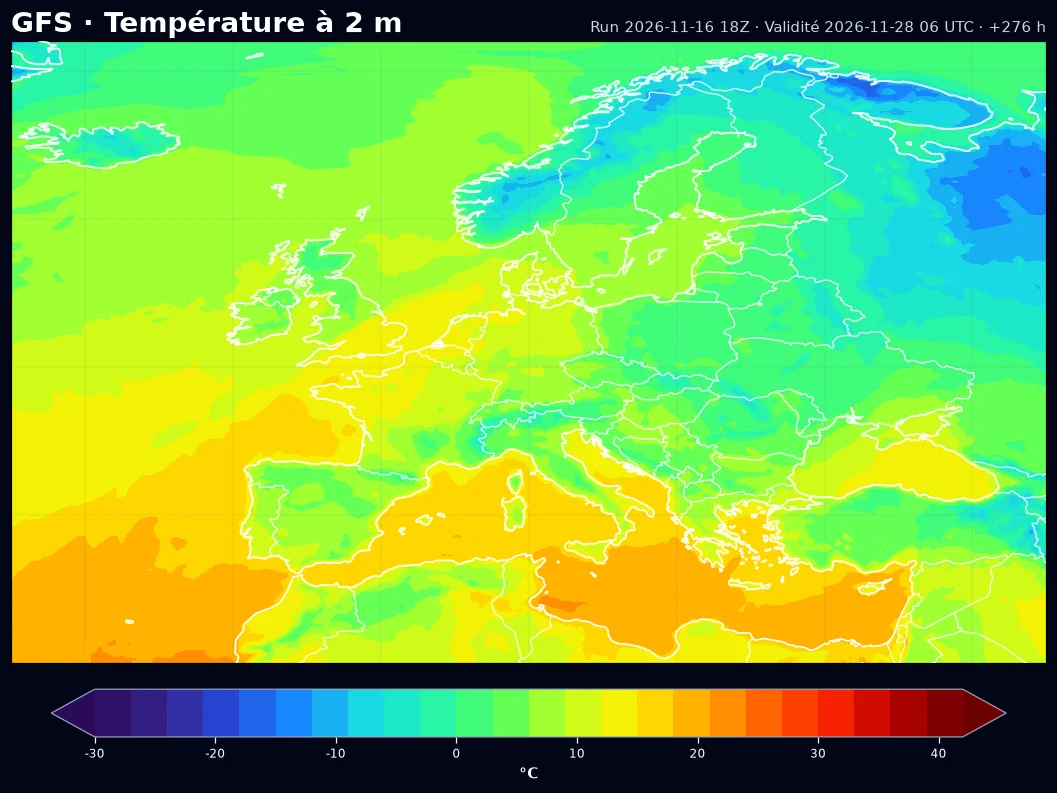 GFS · Température à 2 m
Run 2026-11-16 18Z · Validité 2026-11-28 06 UTC · +276 h
-30 -20 -10 0 10 20 30 40
°C